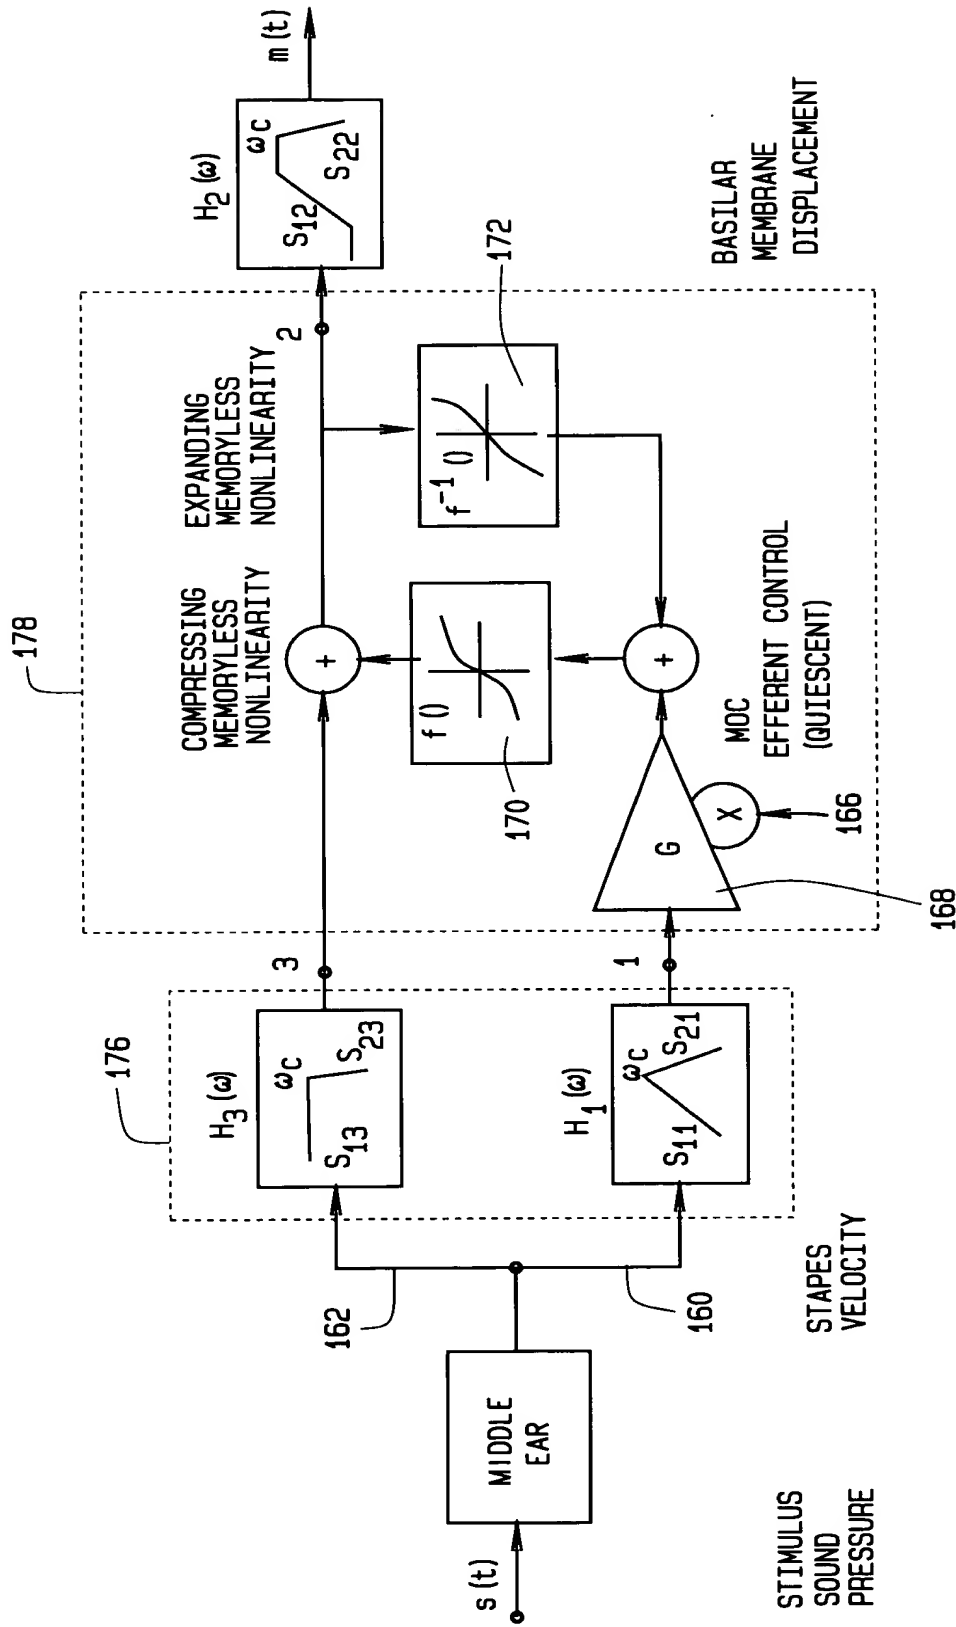 178
176
COMPRESSING
MEMORYLESS
NONLINEARITY
EXPANDING
MEMORYLESS
NONLINEARITY
H3(ω)
S13
ωC
S23
3
+
2
H2(ω)
S12
ωC
S22
m(t)
162
160
s(t)
MIDDLE
EAR
170
f()
f-1
()
172
H1(ω)
S11
ωC
S21
1
G
X
166
168
+
MOC
EFFERENT CONTROL
(QUIESCENT)
STIMULUS
SOUND
PRESSURE
STAPES
VELOCITY
BASILAR
MEMBRANE
DISPLACEMENT